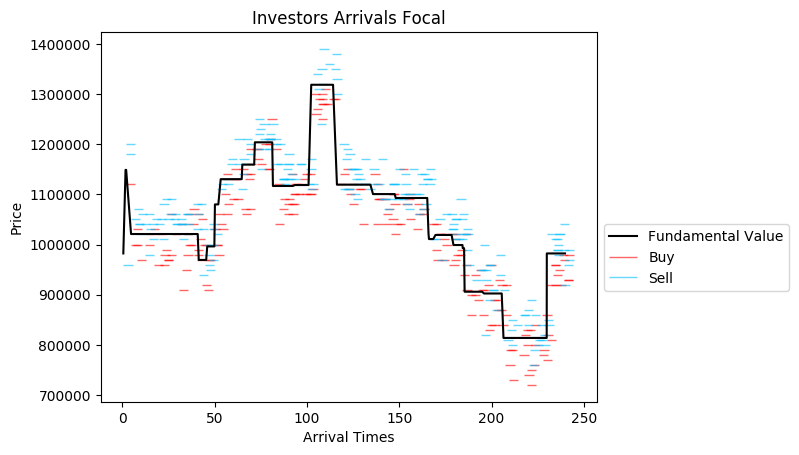 Investors Arrivals Focal
1400000
1300000
1200000
1100000
1000000
900000
800000
700000
Price
0 50 100 150 200 250
Arrival Times
Fundamental Value
Buy
Sell